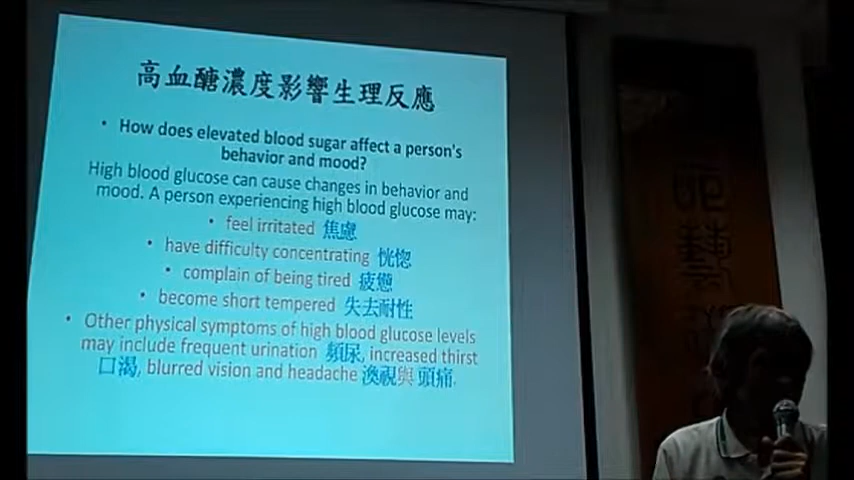 高血醣濃度影響生理反應
• How does elevated blood sugar affect a person's
behavior and mood?
High blood glucose can cause changes in behavior and
mood. A person experiencing high blood glucose may:
• feel irritated 焦慮
• have difficulty concentrating 恍惚
• complain of being tired 疲憊
• become short tempered 失去耐性
• Other physical symptoms of high blood glucose levels
may include frequent urination 頻尿, increased thirst
口渴, blurred vision and headache 渙視與 頭痛.